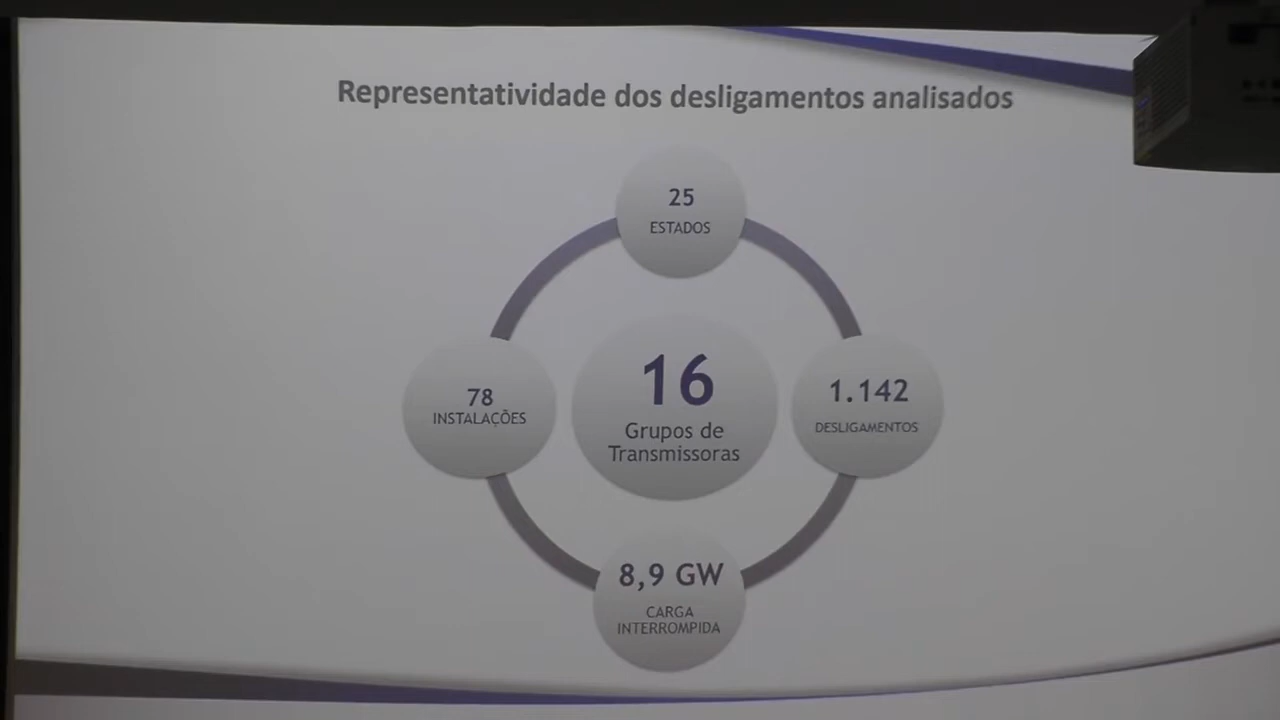 Representatividade dos desligamentos analisados
25
ESTADOS
78
INSTALAÇÕES
16
Grupos de
Transmissoras
1.142
DESLIGAMENTOS
8,9 GW
CARGA
INTERROMPIDA